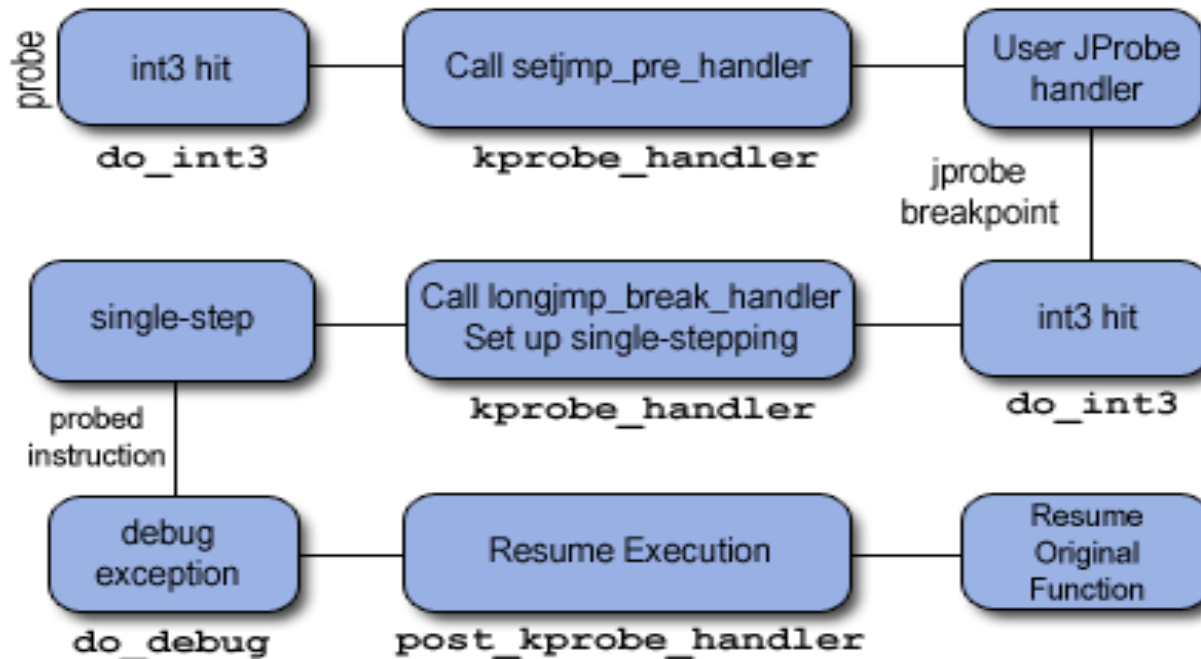 probe
int3 hit
do_int3
Call setjmp_pre_handler
kprobe_handler
User JProbe
handler
jprobe
breakpoint
int3 hit
do_int3
Call longjmp_break_handler
Set up single-stepping
kprobe_handler
single-step
probed
instruction
debug
exception
do_debug
Resume Execution
post_kprobe_handler
Resume
Original
Function